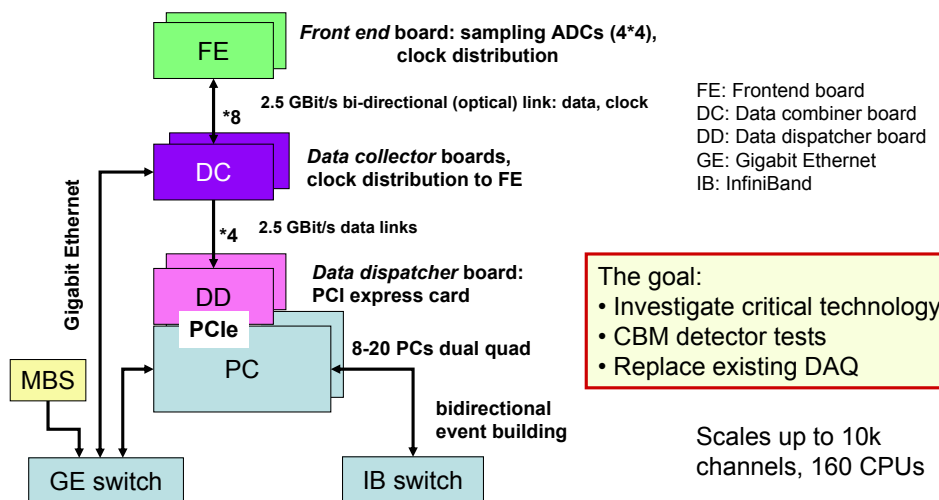 FE
Front end board: sampling ADCs (4*4),
clock distribution
2.5 GBit/s bi-directional (optical) link: data, clock
*8
FE: Frontend board
DC: Data combiner board
DD: Data dispatcher board
GE: Gigabit Ethernet
IB: InfiniBand
DC
Data collector boards,
clock distribution to FE
Gigabit Ethernet
*4
2.5 GBit/s data links
DD
Data dispatcher board:
PCI express card
PCIe
PC
8-20 PCs dual quad
The goal:
• Investigate critical technology
• CBM detector tests
• Replace existing DAQ
MBS
bidirectional
event building
GE switch
IB switch
Scales up to 10k
channels, 160 CPUs